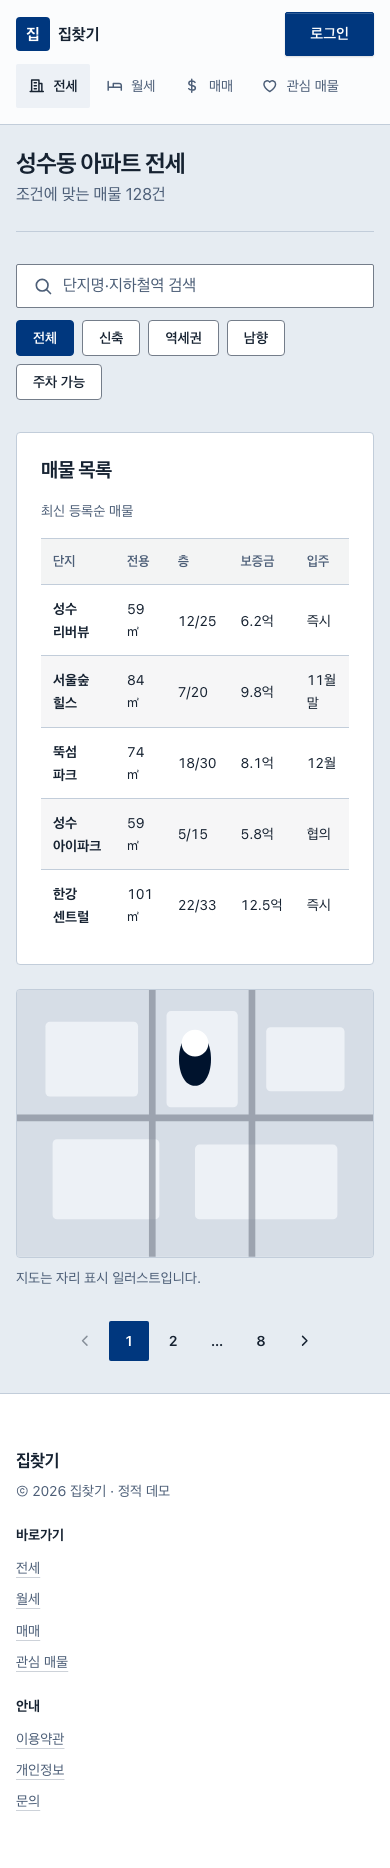 집 집찾기
로그인
전세 월세 매매 관심 매물
성수동 아파트 전세
조건에 맞는 매물 128건
단지명·지하철역 검색
전체 신축 역세권 남향
주차 가능
매물 목록
최신 등록순 매물
단지 전용 층 보증금 입주
성수 리버뷰 59 ㎡ 12/25 6.2억 즉시
서울숲 힐스 84 ㎡ 7/20 9.8억 11월 말
뚝섬 파크 74 ㎡ 18/30 8.1억 12월
성수 아이파크 59 ㎡ 5/15 5.8억 협의
한강 센트럴 101 ㎡ 22/33 12.5억 즉시
지도는 자리 표시 일러스트입니다.
1 2 ... 8
집찾기
© 2026 집찾기 · 정적 데모
바로가기
전세
월세
매매
관심 매물
안내
이용약관
개인정보
문의